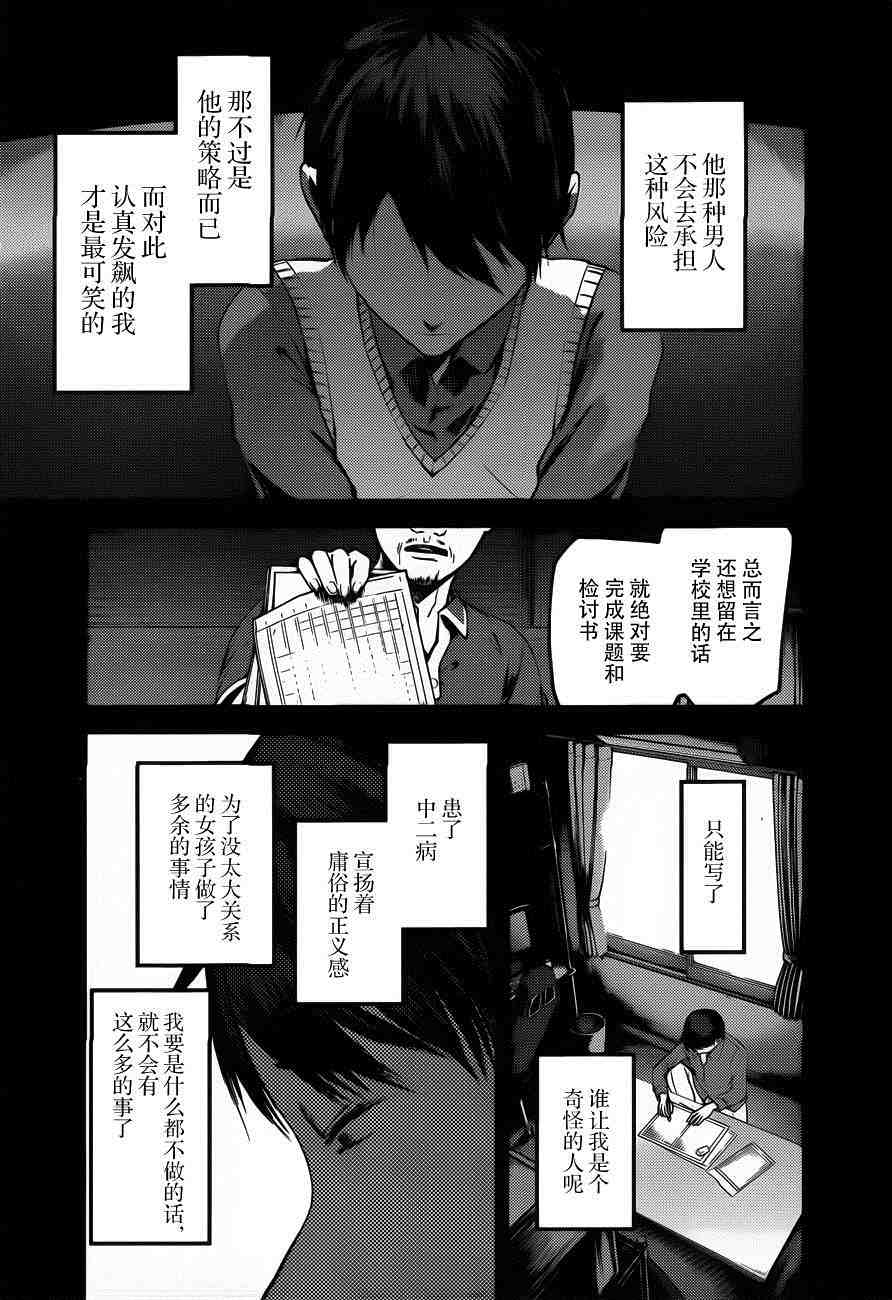 他那种男人
不会去承担
这种风险
那不过是
他的策略而已
而对此
认真发飙的我
才是最可笑的
总而言之
还想留在
学校里的话
就绝对要
完成课题和
检讨书
只能写了
谁让我是个
奇怪的人呢
患了
中二病
宣扬着
庸俗的正义感
为了没太大关系
的女孩子做了
多余的事情
我要是什么都不做的话,
就不会有
这么多的事了